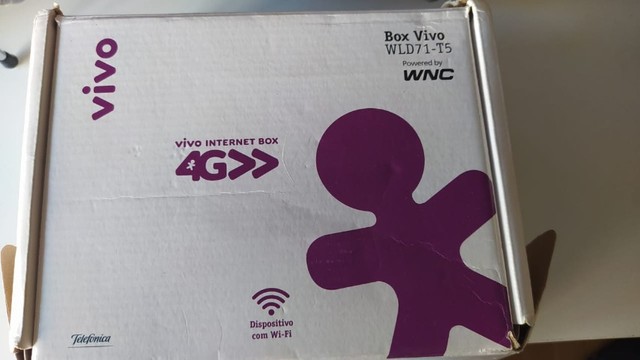 vivo
Box Vivo
WLD71-T5
Powered by
WNC
vivo INTERNET BOX
4G>>
Dispositivo
com Wi-Fi
Telefónica